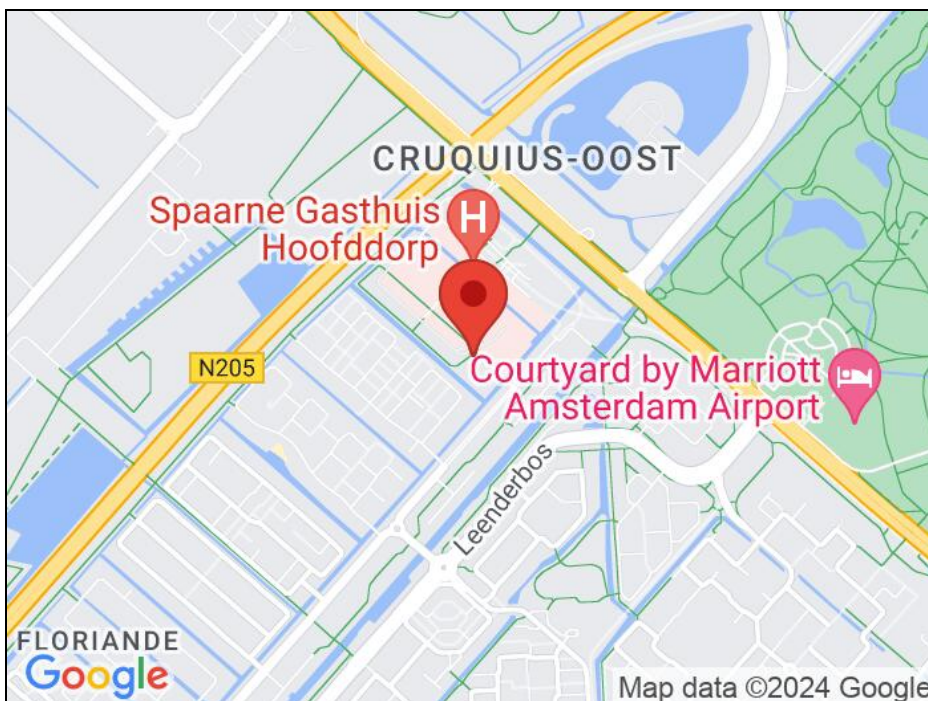 CRUQUIUS-OOST
Spaarne Gasthuis
Hoofddorp
H
N205
Courtyard by Marriott
Amsterdam Airport
Leenderbos
FLORIANDE
Google
Map data ©2024 Google